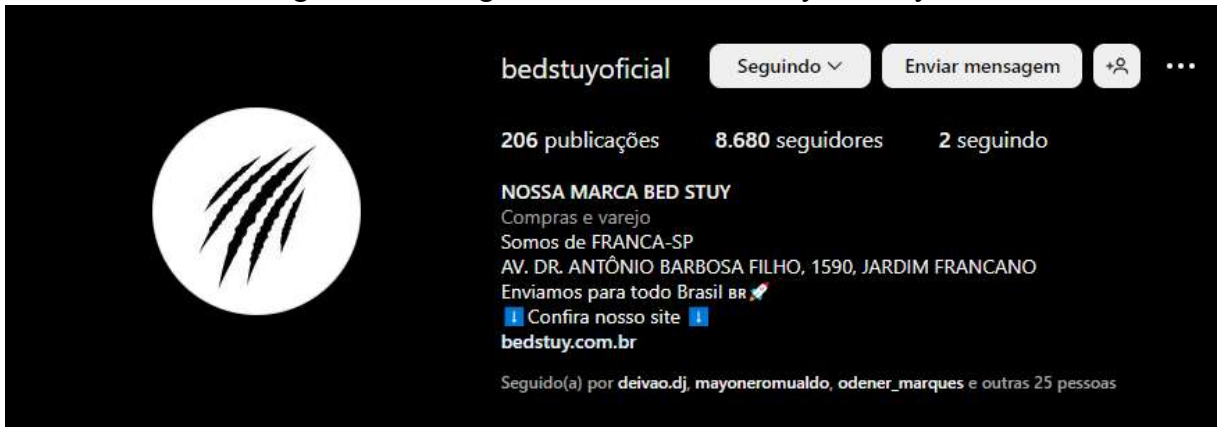 bedstuyoficial Seguindo Enviar mensagem
206 publicações 8.680 seguidores 2 seguindo
NOSSA MARCA BED STUY
Compras e varejo
Somos de FRANCA-SP
AV. DR. ANTÔNIO BARBOSA FILHO, 1590, JARDIM FRANCANO
Enviamos para todo Brasil BR🚀
⬇️ Confira nosso site ⬇️
bedstuy.com.br
Seguido(a) por deivao.dj, mayoneromualdo, odener_marques e outras 25 pessoas